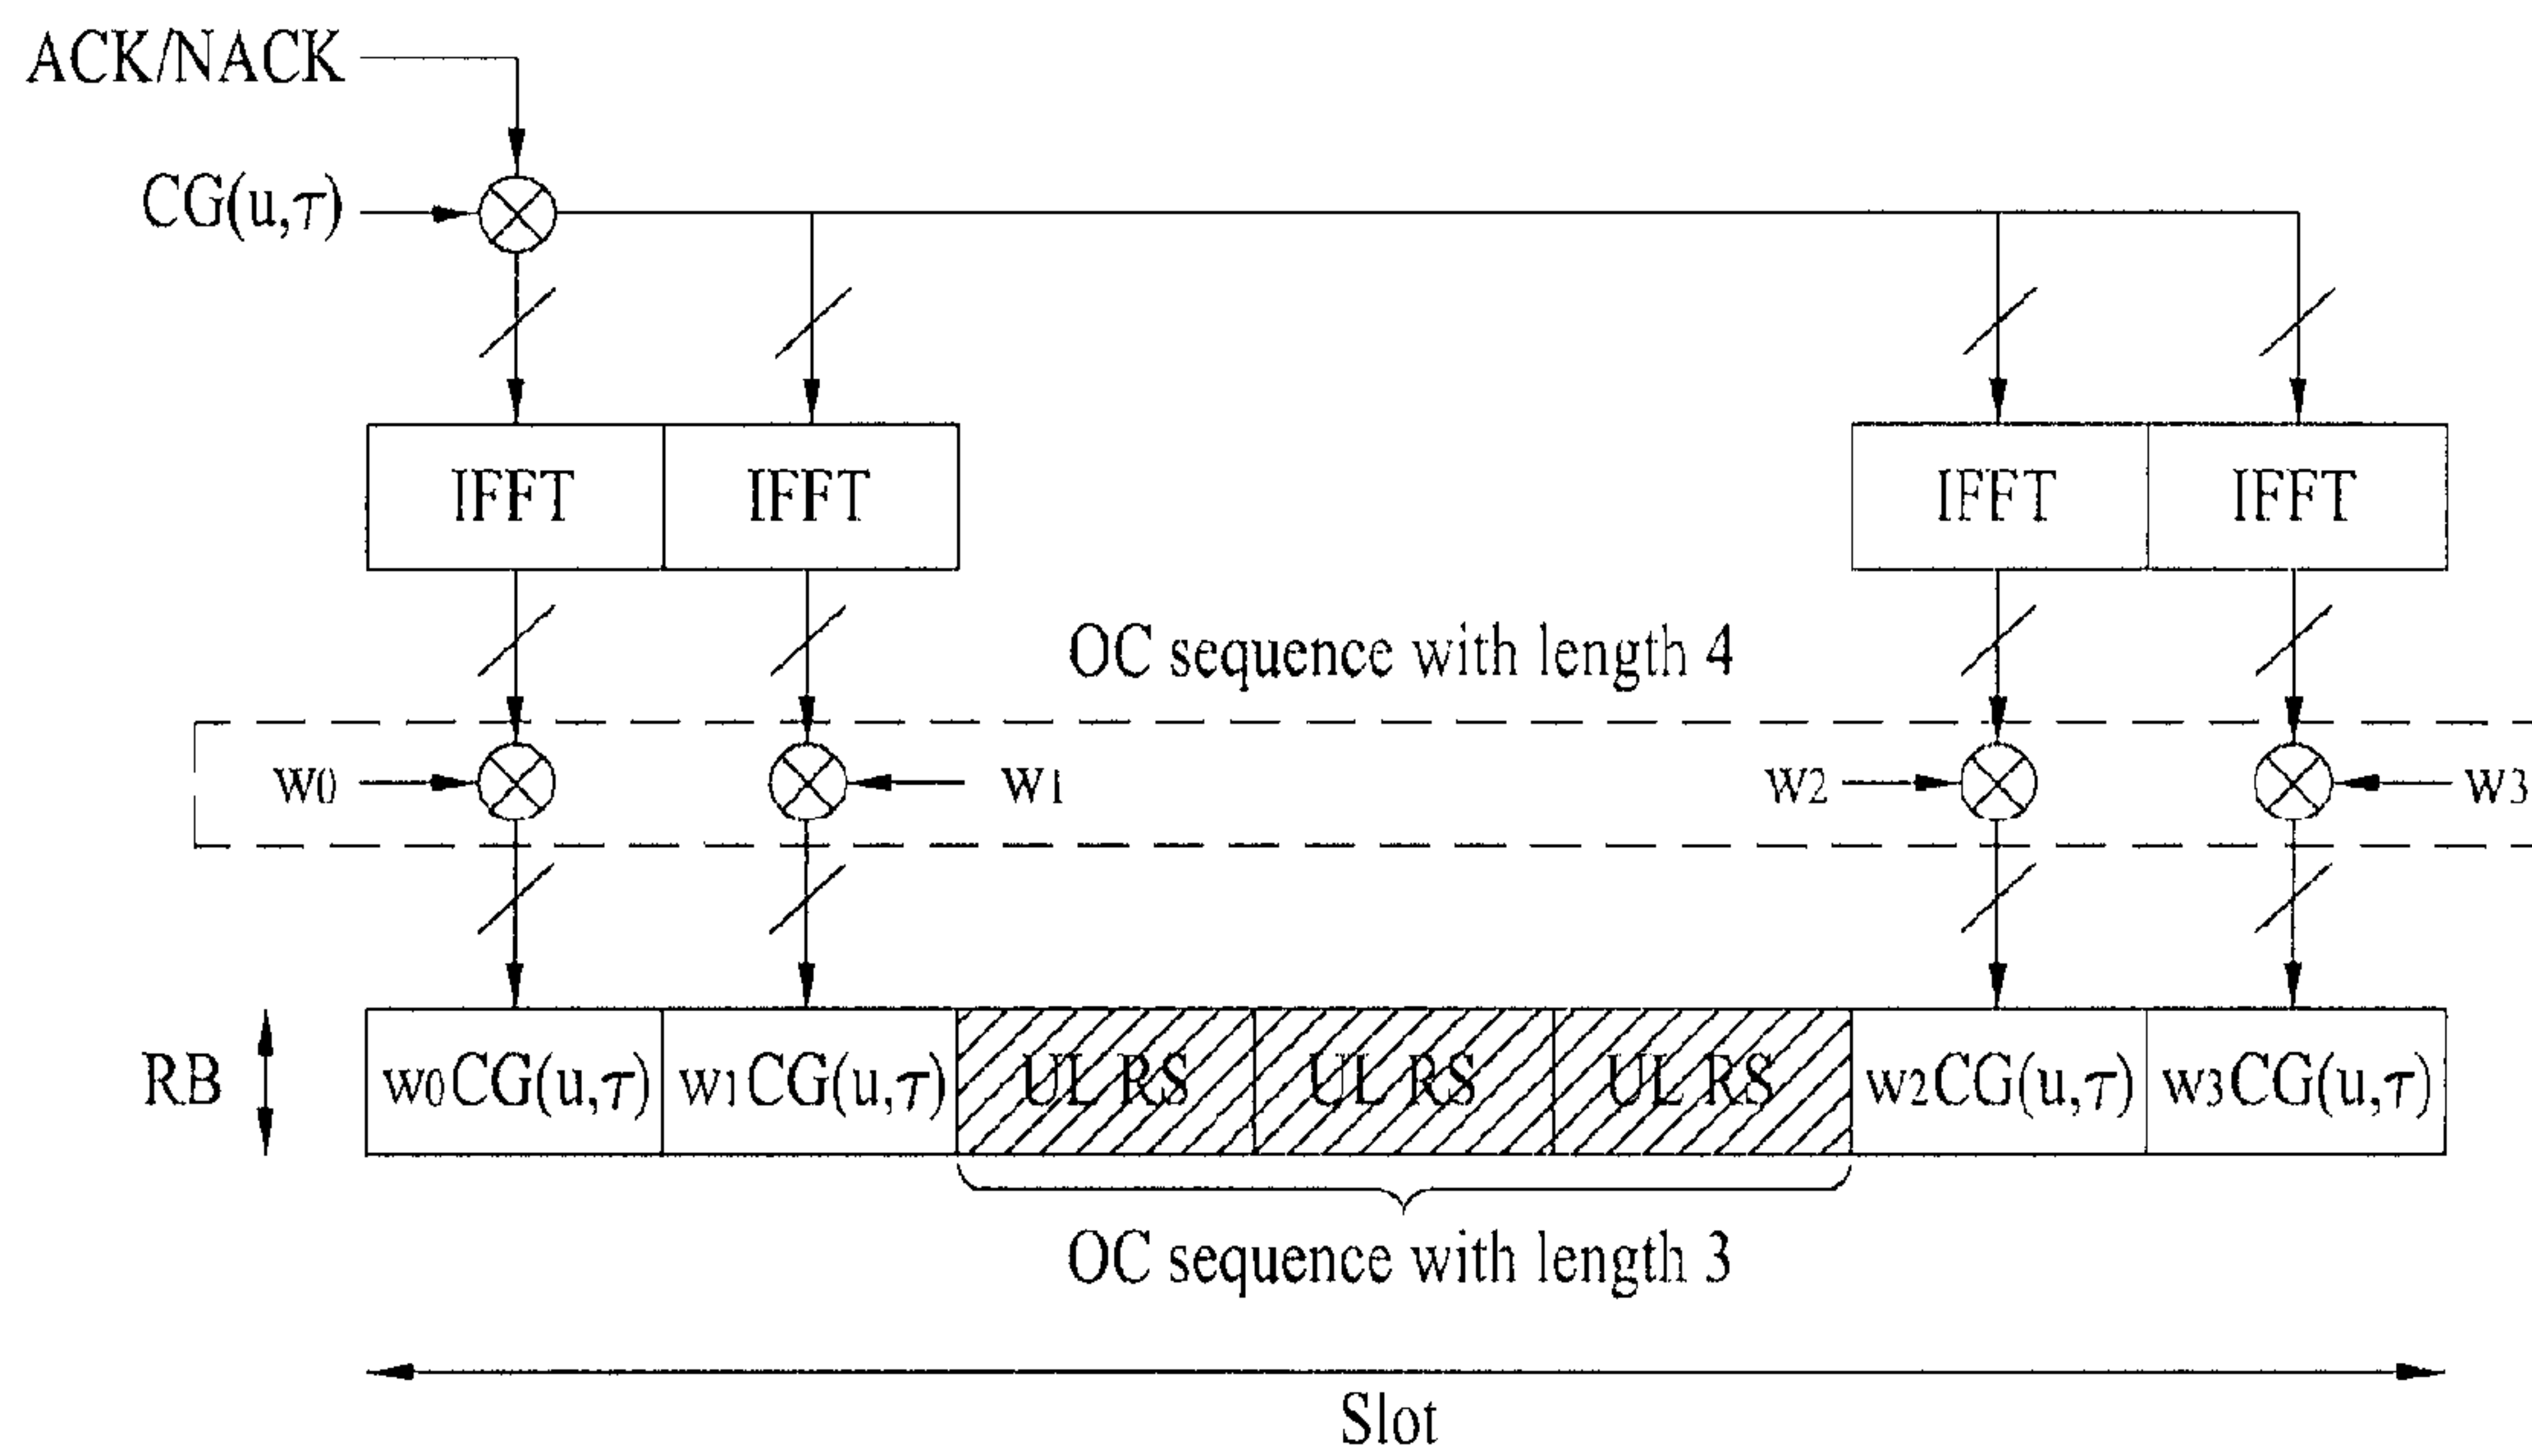 ACK/NACK
CG(u,τ)
IFFT IFFT IFFT IFFT
OC sequence with length 4
w0 w1 w2 w3
RB w0CG(u,τ) w1CG(u,τ) UL RS UL RS UL RS w2CG(u,τ) w3CG(u,τ)
OC sequence with length 3
Slot